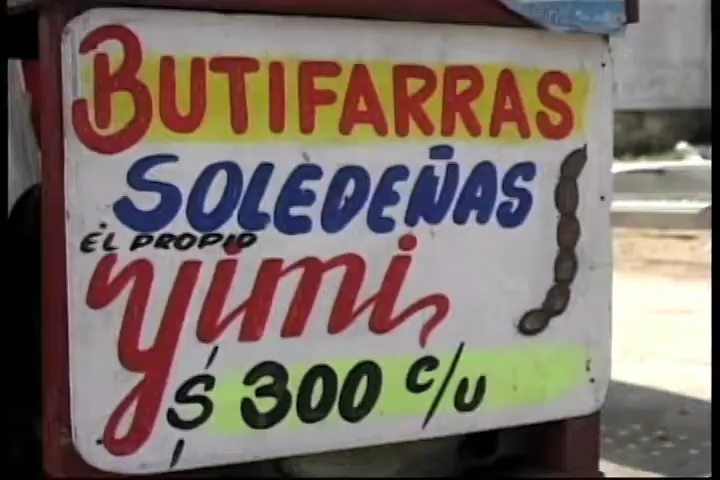 BUTIFARRAS
SOLEDEÑAS
EL PROPIO
Yimi
$ 300 c/u